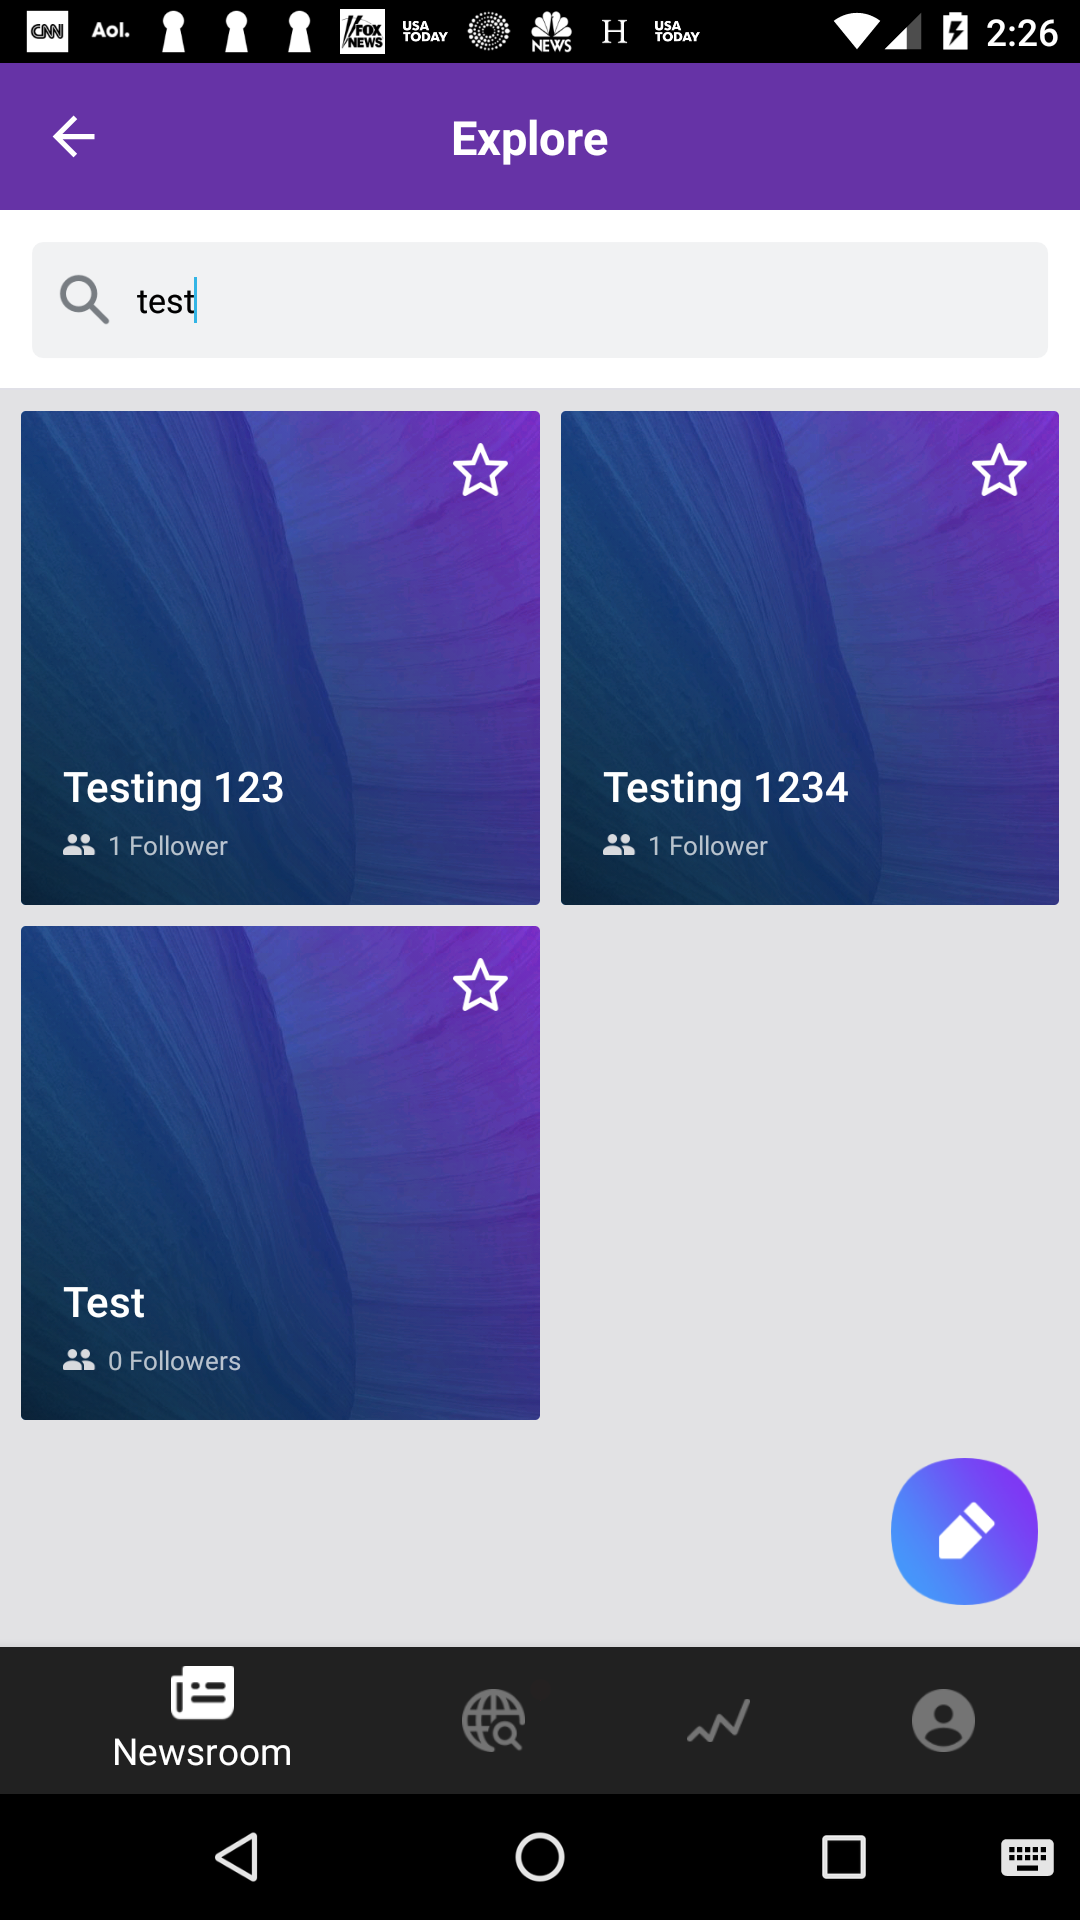 CNN Aol. FOX NEWS USA TODAY NEWS H USA TODAY 2:26
Explore
test
Testing 123
1 Follower
Testing 1234
1 Follower
Test
0 Followers
Newsroom